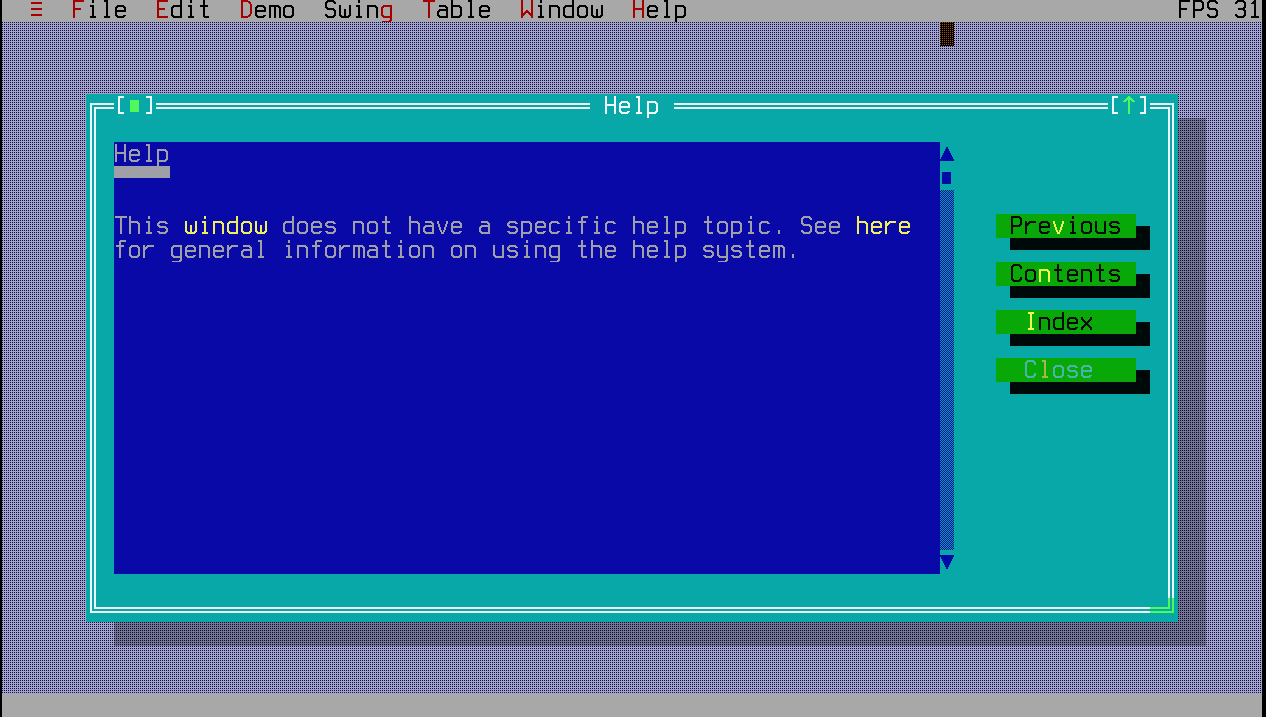 ≡ File Edit Demo Swing Table Window Help FPS 31
[■] Help [↑]
Help
This window does not have a specific help topic. See here
for general information on using the help system.
Previous
Contents
Index
Close